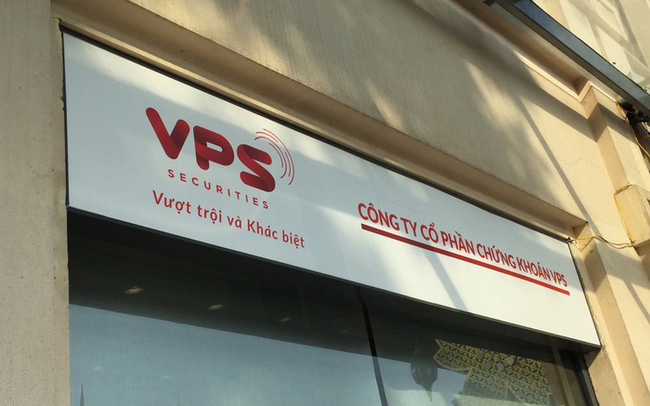 VPS
SECURITIES
Vượt trội và Khác biệt
CÔNG TY CỔ PHẦN CHỨNG KHOÁN VPS